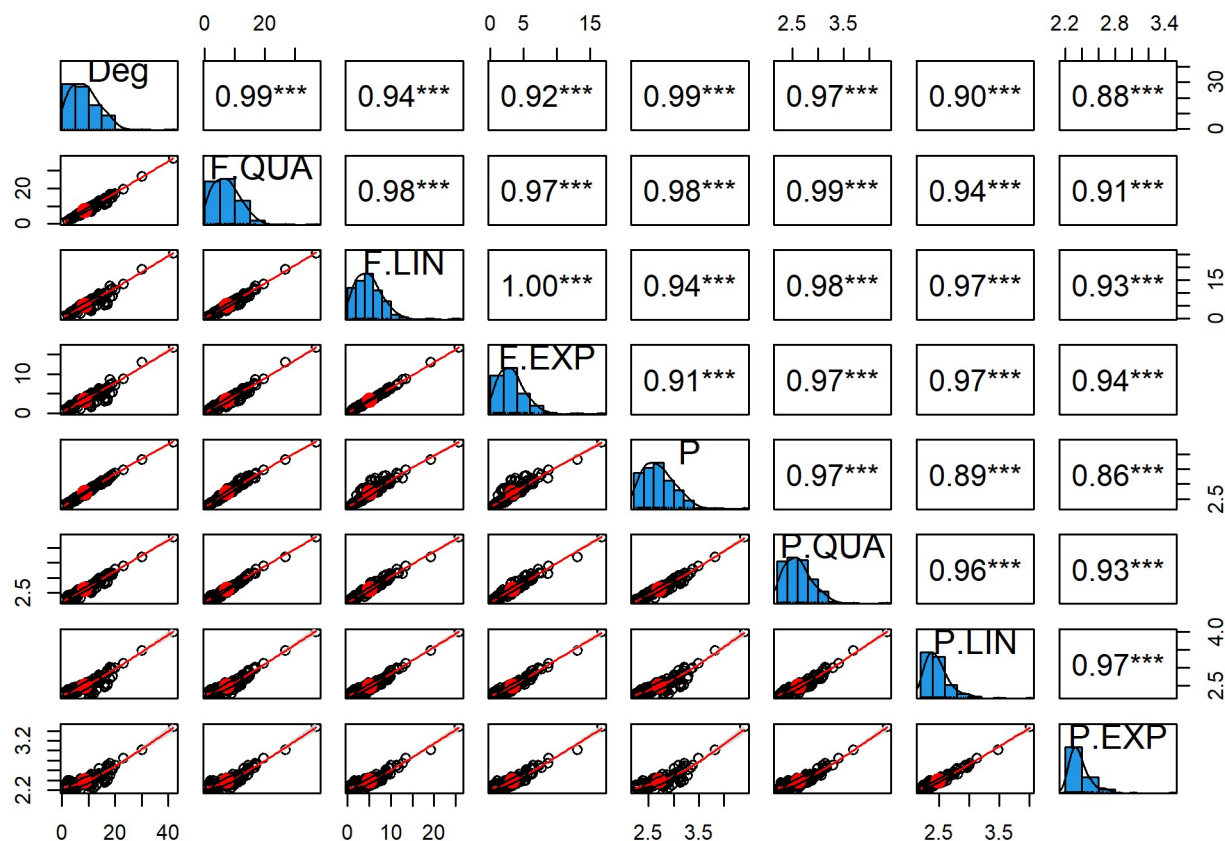 0 20 0 5 15 2.5 3.5 2.2 2.8 3.4
Deg 0.99*** 0.94*** 0.92*** 0.99*** 0.97*** 0.90*** 0.88*** 0 30
0 20 F.QUA 0.98*** 0.97*** 0.98*** 0.99*** 0.94*** 0.91***
F.LIN 1.00*** 0.94*** 0.98*** 0.97*** 0.93*** 0 15
0 10 F.EXP 0.91*** 0.97*** 0.97*** 0.94***
P 0.97*** 0.89*** 0.86*** 2.5
2.5 P.QUA 0.96*** 0.93***
P.LIN 0.97*** 2.5 4.0
2.2 3.2 P.EXP
0 20 40 0 10 20 2.5 3.5 2.5 3.5